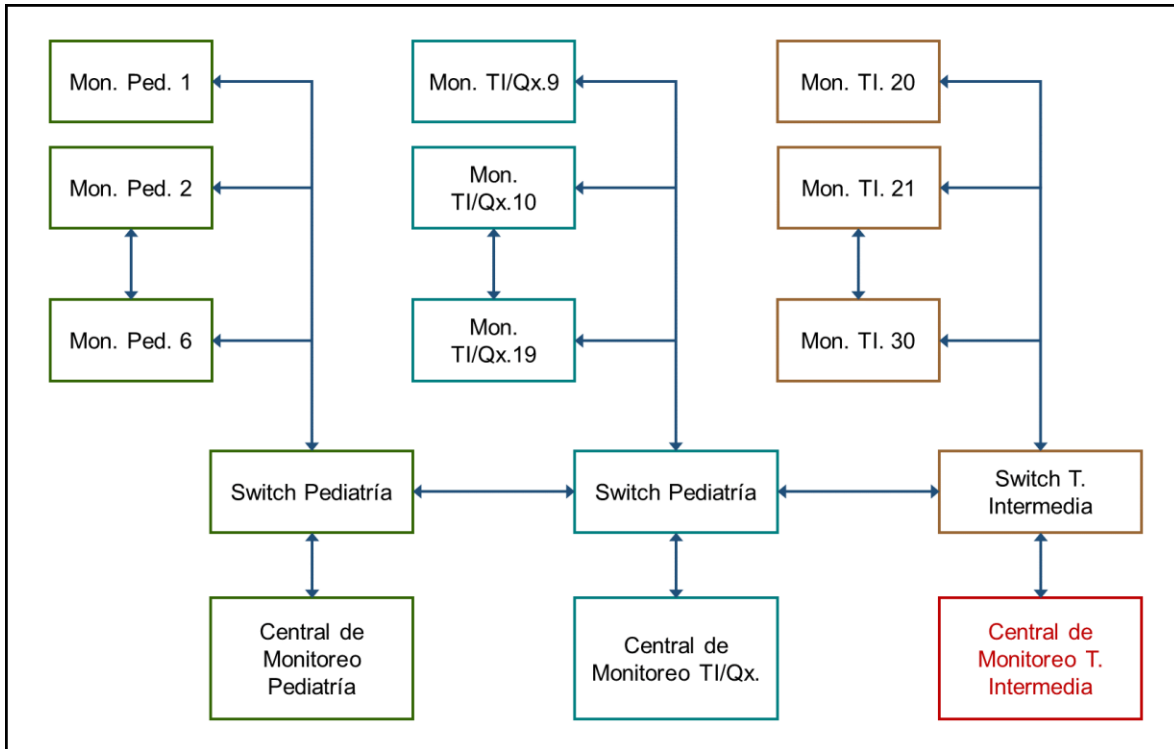 Mon. Ped. 1
Mon. TI/Qx.9
Mon. TI. 20
Mon. Ped. 2
Mon.
TI/Qx.10
Mon. TI. 21
Mon. Ped. 6
Mon.
TI/Qx.19
Mon. TI. 30
Switch Pediatría
Switch Pediatría
Switch T.
Intermedia
Central de
Monitoreo
Pediatría
Central de
Monitoreo TI/Qx.
Central de
Monitoreo T.
Intermedia